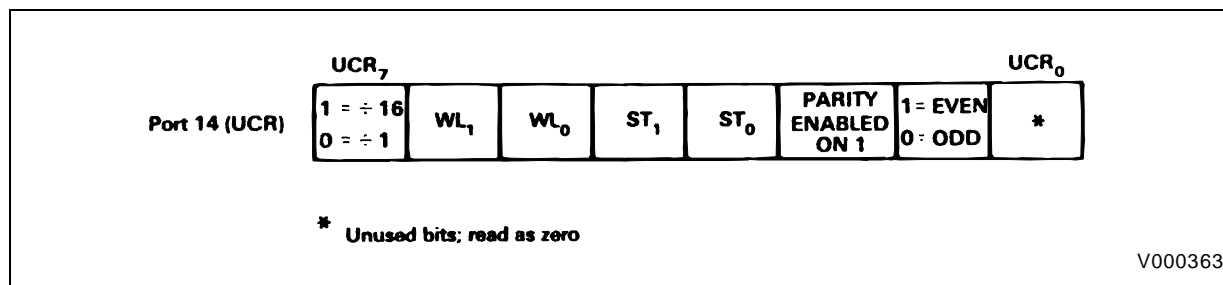 UCR₇ UCR₀
Port 14 (UCR)
1 = ÷ 16
0 = ÷ 1
WL₁
WL₀
ST₁
ST₀
PARITY
ENABLED
ON 1
1 = EVEN
0 = ODD
*
* Unused bits; read as zero
V000363